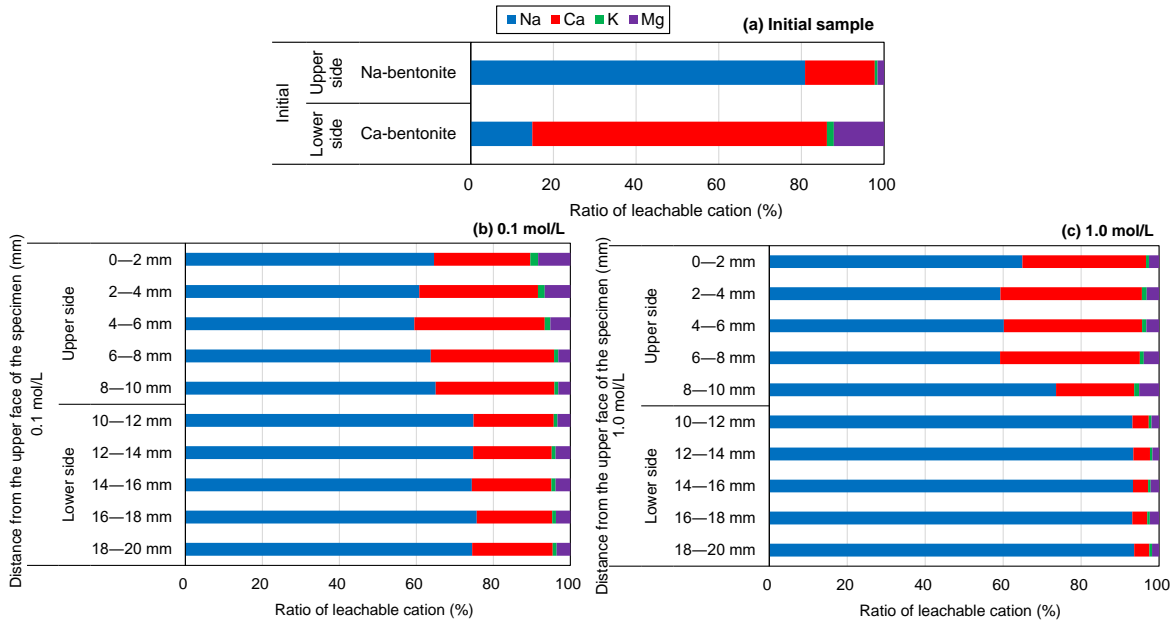 Na Ca K Mg
(a) Initial sample
Initial
Upper side
Na-bentonite
Lower side
Ca-bentonite
0 20 40 60 80 100
Ratio of leachable cation (%)
(b) 0.1 mol/L
Distance from the upper face of the specimen (mm)
0.1 mol/L
Upper side
0—2 mm
2—4 mm
4—6 mm
6—8 mm
8—10 mm
Lower side
10—12 mm
12—14 mm
14—16 mm
16—18 mm
18—20 mm
0 20 40 60 80 100
Ratio of leachable cation (%)
(c) 1.0 mol/L
Distance from the upper face of the specimen (mm)
1.0 mol/L
Upper side
0—2 mm
2—4 mm
4—6 mm
6—8 mm
8—10 mm
Lower side
10—12 mm
12—14 mm
14—16 mm
16—18 mm
18—20 mm
0 20 40 60 80 100
Ratio of leachable cation (%)